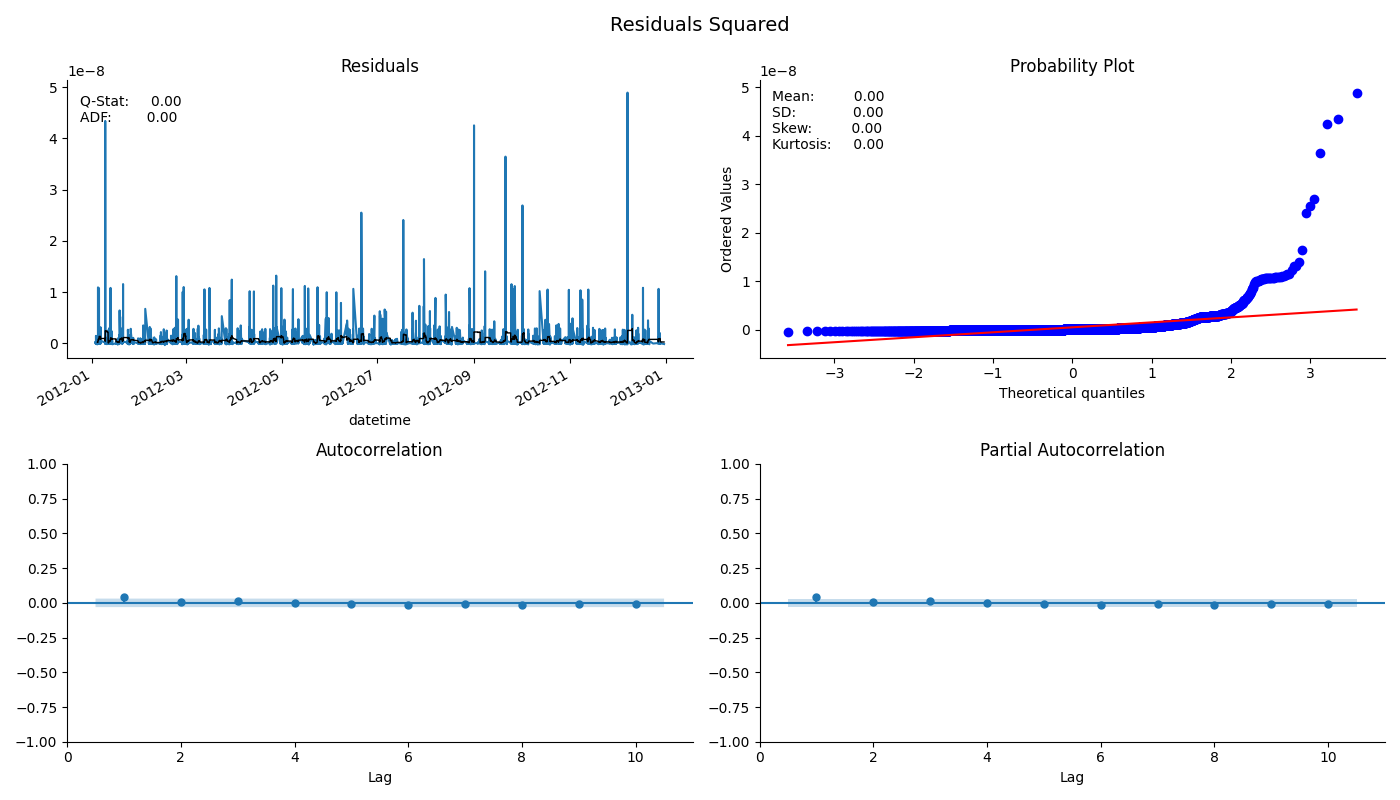 Residuals Squared
Residuals
1e−8
Q-Stat: 0.00
ADF: 0.00
5
4
3
2
1
0
2012-01
2012-03
2012-05
2012-07
2012-09
2012-11
2013-01
datetime
Probability Plot
1e−8
Mean: 0.00
SD: 0.00
Skew: 0.00
Kurtosis: 0.00
Ordered Values
5
4
3
2
1
0
−3 −2 −1 0 1 2 3
Theoretical quantiles
Autocorrelation
1.00
0.75
0.50
0.25
0.00
−0.25
−0.50
−0.75
−1.00
0 2 4 6 8 10
Lag
Partial Autocorrelation
1.00
0.75
0.50
0.25
0.00
−0.25
−0.50
−0.75
−1.00
0 2 4 6 8 10
Lag